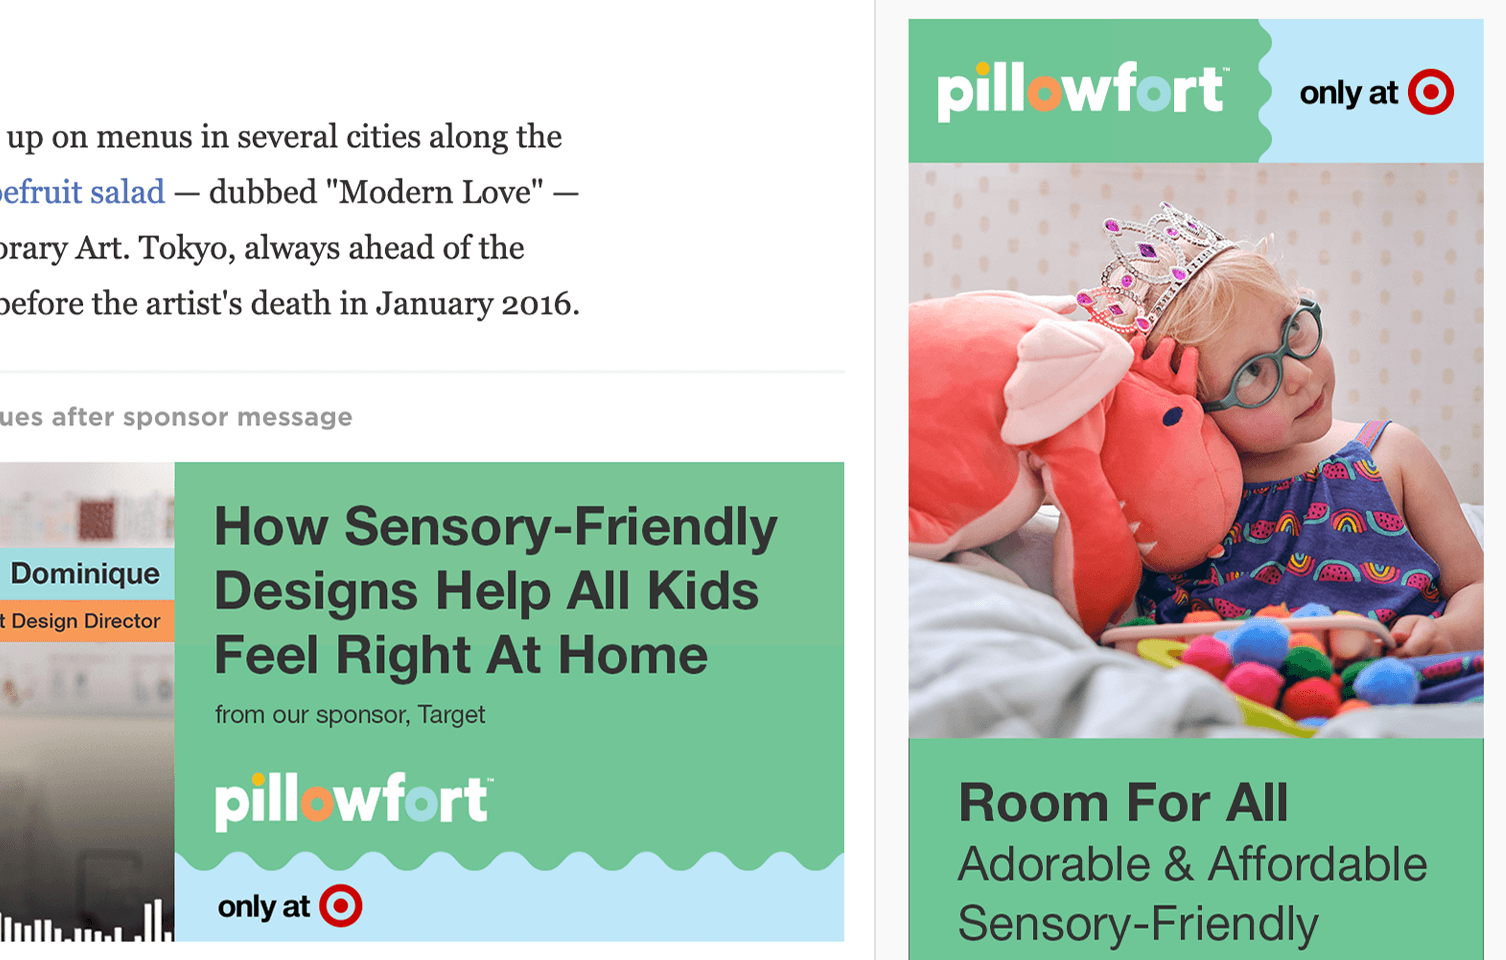 up on menus in several cities along the
efruit salad — dubbed "Modern Love" —
orary Art. Tokyo, always ahead of the
before the artist's death in January 2016.
ues after sponsor message
Dominique
t Design Director
How Sensory-Friendly
Designs Help All Kids
Feel Right At Home
from our sponsor, Target
pillowfort™
only at
pillowfort™
only at
Room For All
Adorable & Affordable
Sensory-Friendly